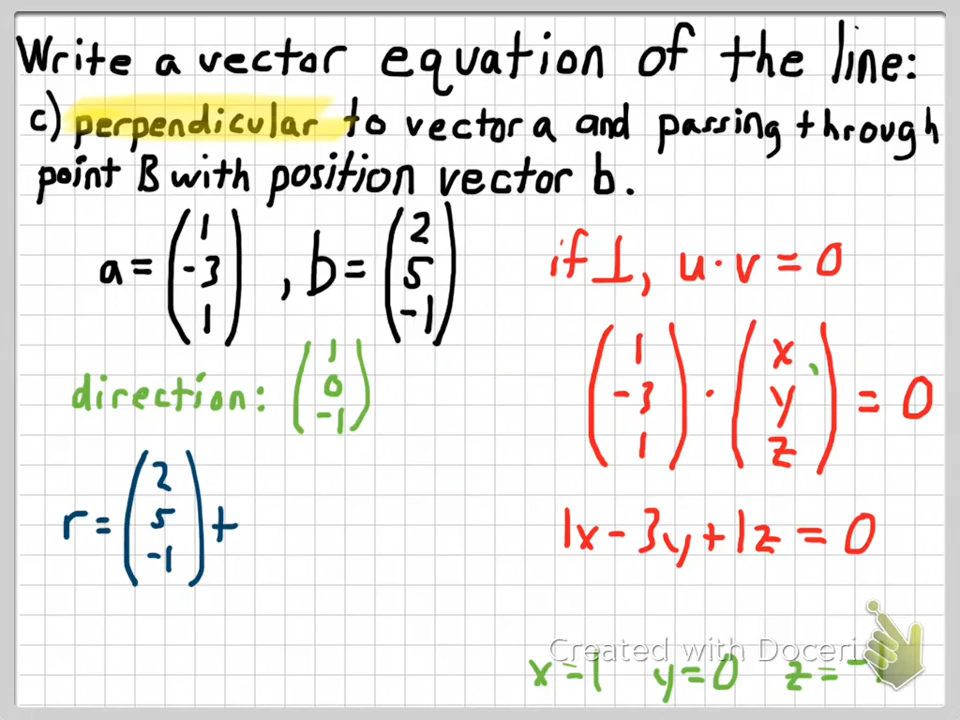 Write a vector equation of the line:
c) perpendicular to vector a and passing through
point B with position vector b.
a = (1 -3 1) , b = (2 5 -1)
if ⊥, u · v = 0
(1 -3 1) · (x y z) = 0
direction: (1 0 -1)
r = (2 5 -1) +
1x - 3y + 1z = 0
Created with Doceri
x = 1 y = 0 z = -1